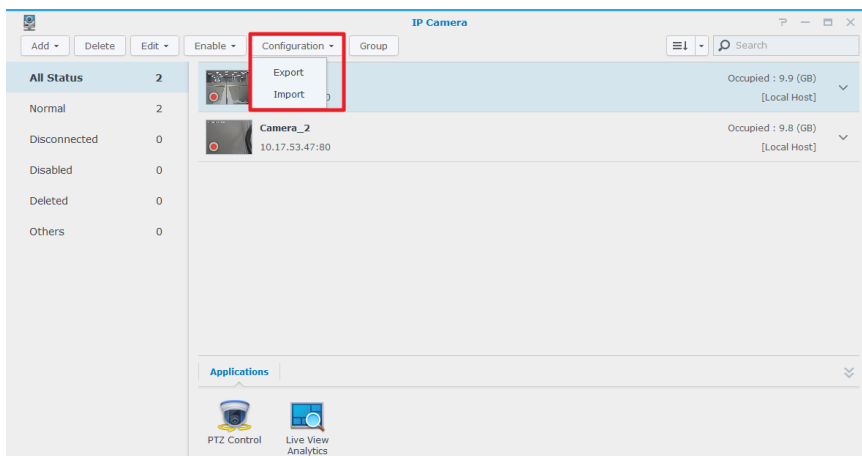 IP Camera
Add Delete Edit Enable Configuration Group Search
Export
Import
All Status 2
Normal 2
Disconnected 0
Disabled 0
Deleted 0
Others 0
Occupied : 9.9 (GB)
[Local Host]
Camera_2
10.17.53.47:80
Occupied : 9.8 (GB)
[Local Host]
Applications
PTZ Control
Live View
Analytics